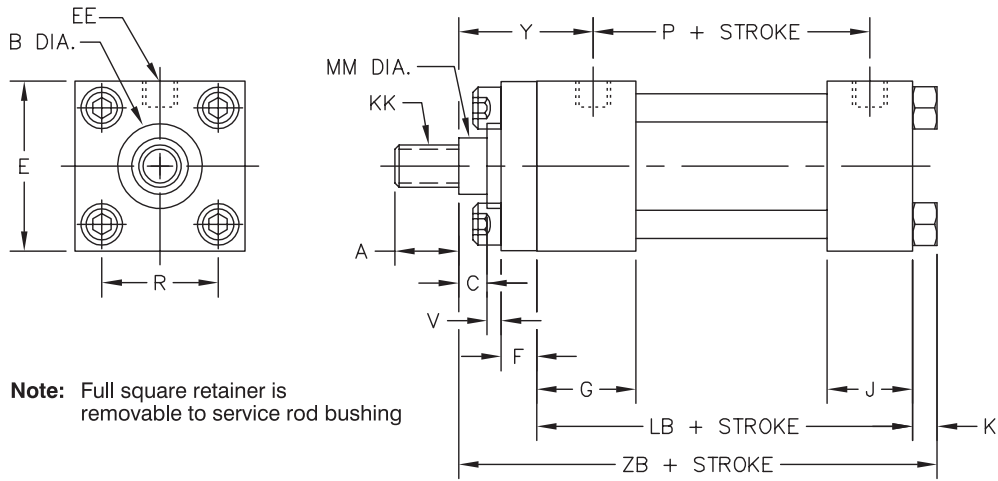 EE
B DIA.
E
R
Y
P + STROKE
MM DIA.
KK
A
C
V
F
G
J
K
LB + STROKE
ZB + STROKE
Note: Full square retainer is
removable to service rod bushing